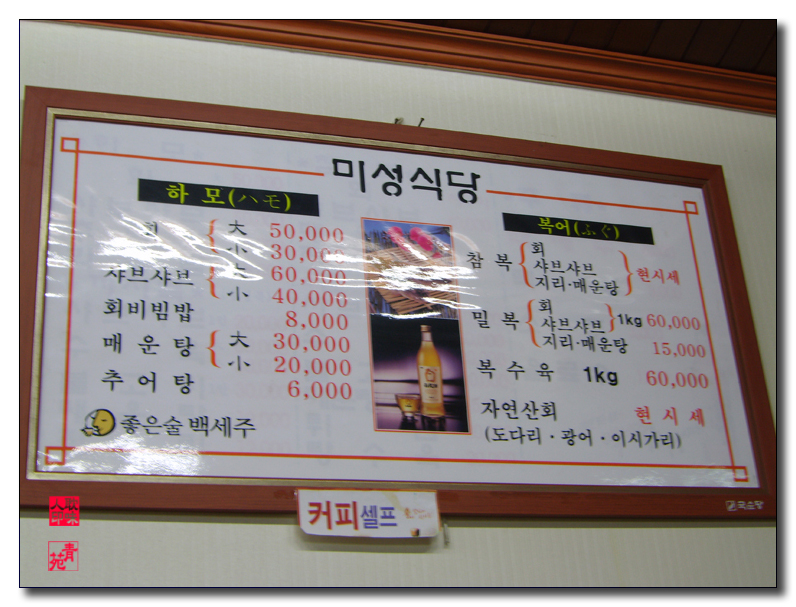 미성식당
하 모(ハモ)
회 大 50,000
小 30,000
샤브샤브 大 60,000
小 40,000
회비빔밥 8,000
매 운 탕 大 30,000
小 20,000
추 어 탕 6,000
좋은술 백세주
복어(ふぐ)
참 복 회 샤브샤브 지리·매운탕 현시세
밀 복 회 샤브샤브 1kg 60,000
지리·매운탕 15,000
복 수 육 1kg 60,000
자연산회 현 시 세
(도다리·광어·이시가리)
국순당
커피셀프